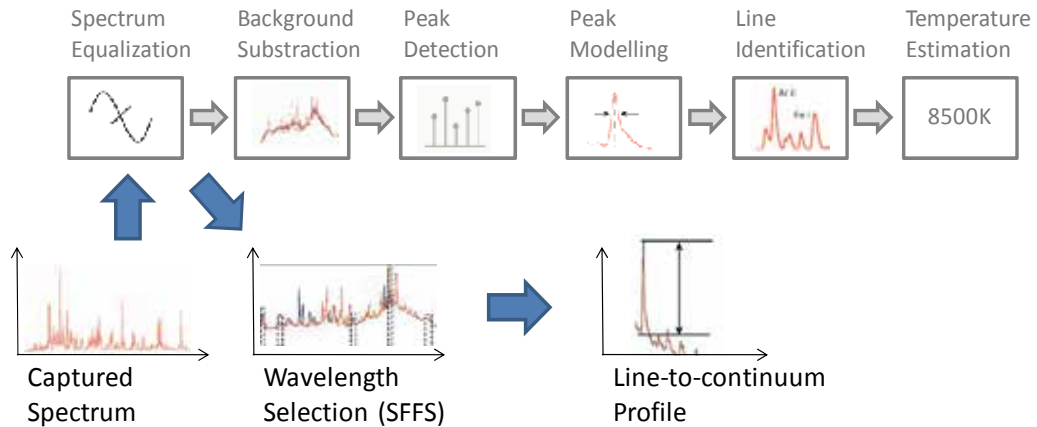 Spectrum
Equalization
Background
Substraction
Peak
Detection
Peak
Modelling
Line
Identification
Temperature
Estimation
8500K
Captured
Spectrum
Wavelength
Selection (SFFS)
Line-to-continuum
Profile